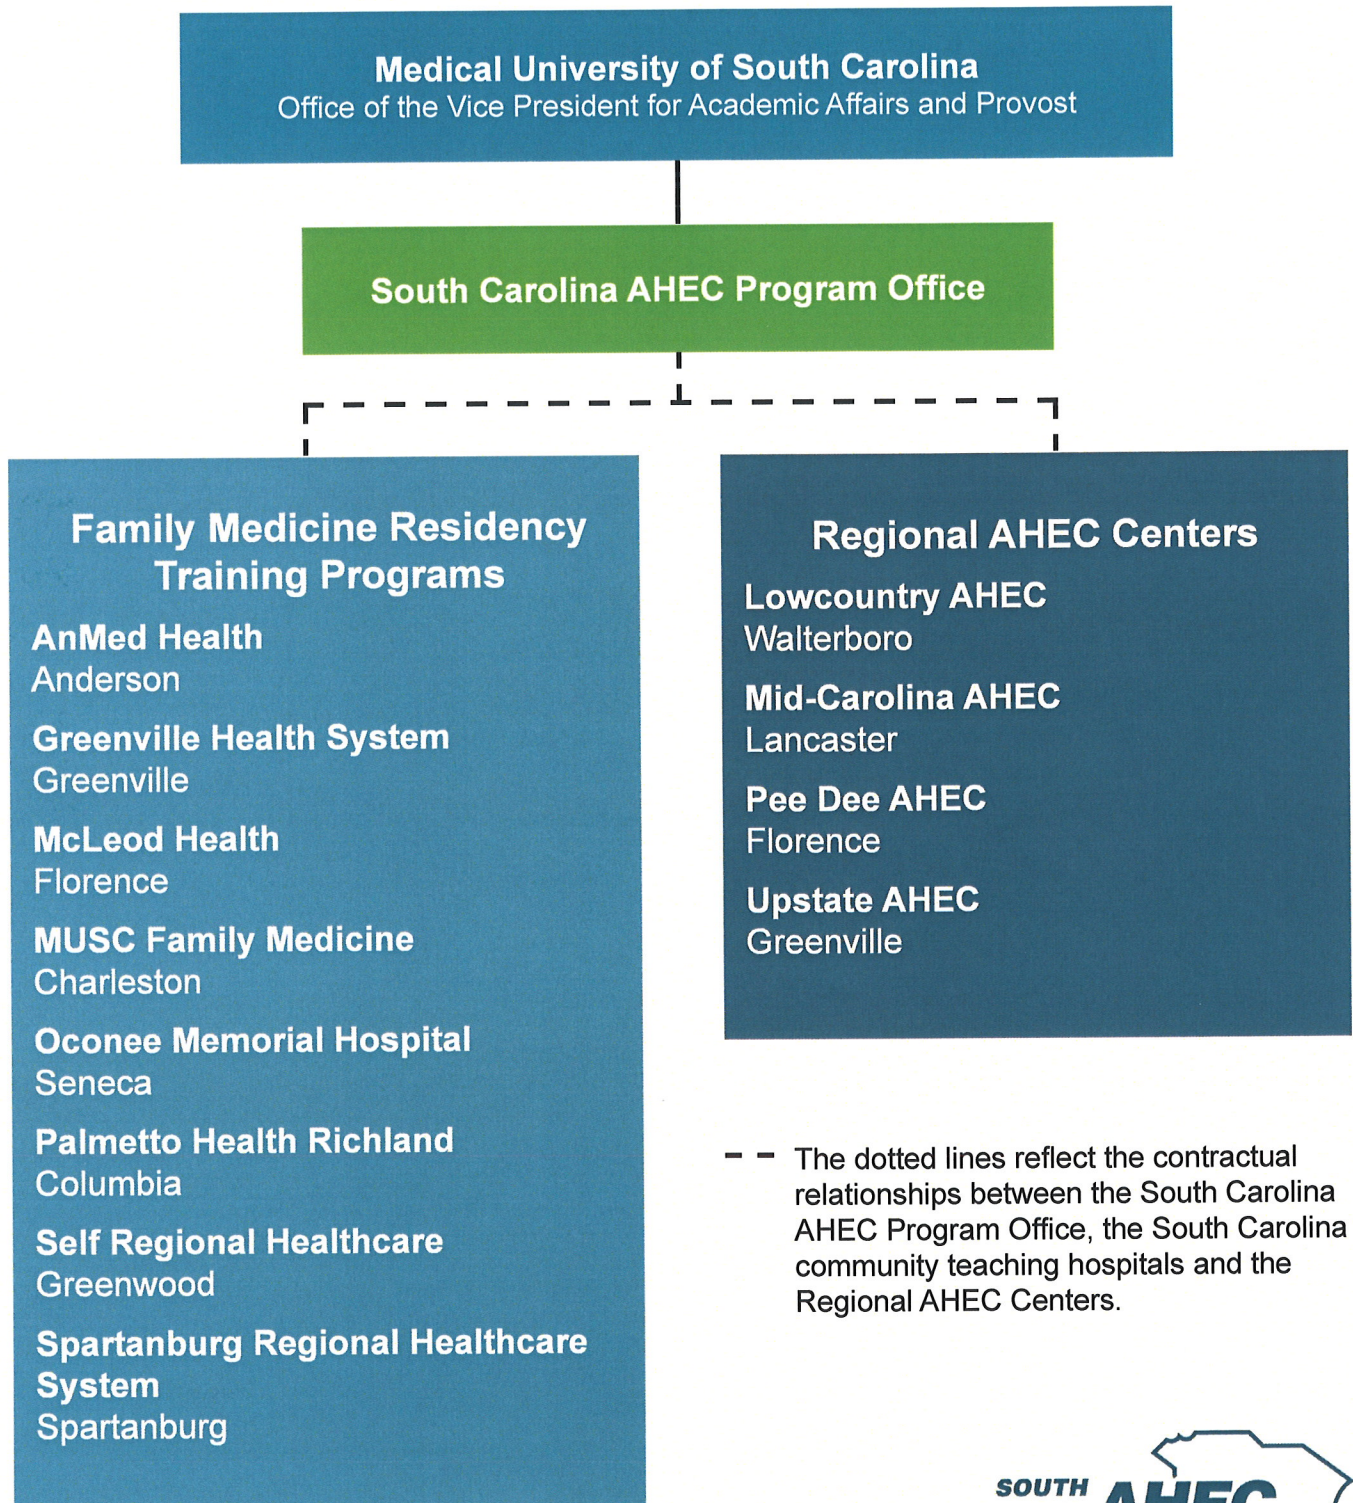 Medical University of South Carolina
Office of the Vice President for Academic Affairs and Provost
South Carolina AHEC Program Office
Family Medicine Residency
Training Programs
AnMed Health
Anderson
Greenville Health System
Greenville
McLeod Health
Florence
MUSC Family Medicine
Charleston
Oconee Memorial Hospital
Seneca
Palmetto Health Richland
Columbia
Self Regional Healthcare
Greenwood
Spartanburg Regional Healthcare
System
Spartanburg
Regional AHEC Centers
Lowcountry AHEC
Walterboro
Mid-Carolina AHEC
Lancaster
Pee Dee AHEC
Florence
Upstate AHEC
Greenville
The dotted lines reflect the contractual
relationships between the South Carolina
AHEC Program Office, the South Carolina
community teaching hospitals and the
Regional AHEC Centers.
SOUTH
AHEC